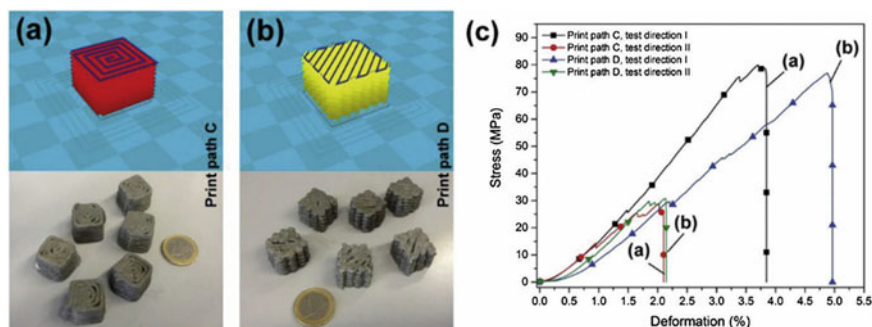 (a)
Print path C
(b)
Print path D
(c)
Print path C, test direction I
Print path C, test direction II
Print path D, test direction I
Print path D, test direction II
(a)
(b)
(a)
(b)
90
80
70
60
50
40
30
20
10
0
Stress (MPa)
0.0 0.5 1.0 1.5 2.0 2.5 3.0 3.5 4.0 4.5 5.0
Deformation (%)